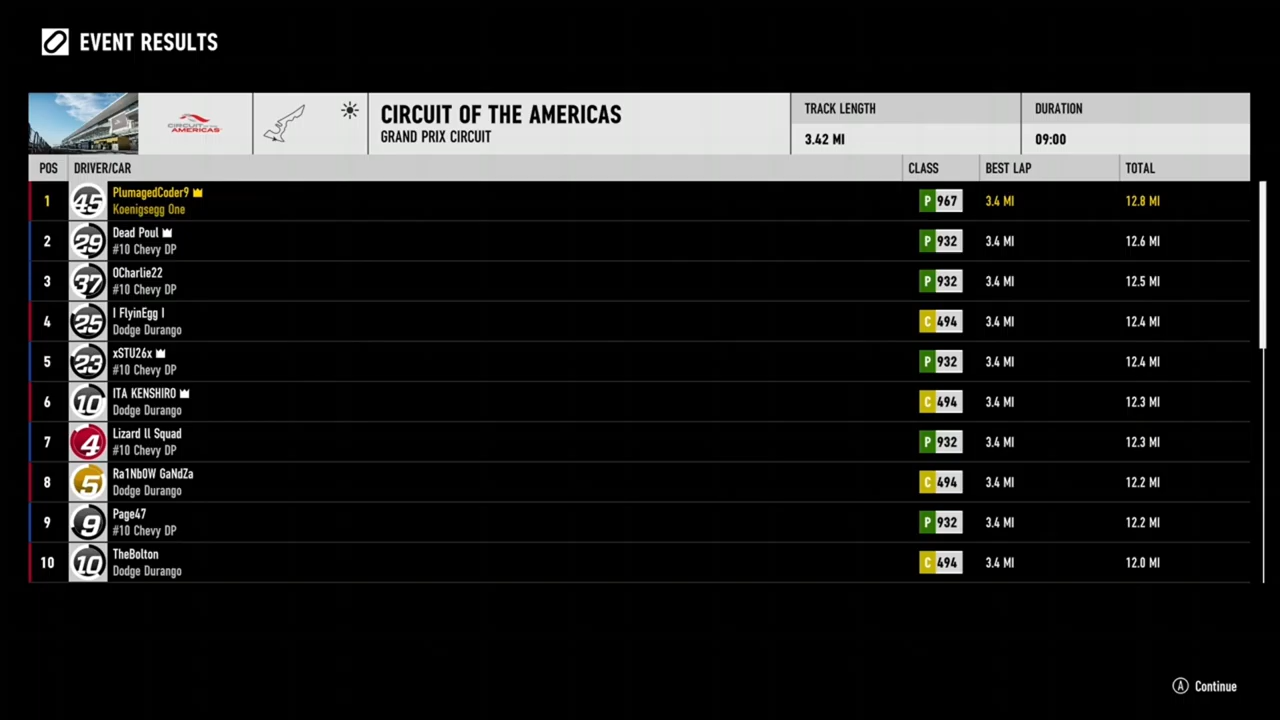 EVENT RESULTS
CIRCUIT OF THE AMERICAS
CIRCUIT OF THE AMERICAS
GRAND PRIX CIRCUIT
TRACK LENGTH
3.42 MI
DURATION
09:00
POS DRIVER/CAR CLASS BEST LAP TOTAL
1 45 PlumagedCoder9 P 967 3.4 MI 12.8 MI
Koenigsegg One
2 29 Dead Poul P 932 3.4 MI 12.6 MI
#10 Chevy DP
3 37 OCharlie22 P 932 3.4 MI 12.5 MI
#10 Chevy DP
4 25 I FlyinEgg I C 494 3.4 MI 12.4 MI
Dodge Durango
5 23 xSTU26x P 932 3.4 MI 12.4 MI
#10 Chevy DP
6 10 ITA KENSHIRO C 494 3.4 MI 12.3 MI
Dodge Durango
7 4 Lizard ll Squad P 932 3.4 MI 12.3 MI
#10 Chevy DP
8 5 Ra1Nb0W GaNdZa C 494 3.4 MI 12.2 MI
Dodge Durango
9 9 Page47 P 932 3.4 MI 12.2 MI
#10 Chevy DP
10 10 TheBolton C 494 3.4 MI 12.0 MI
Dodge Durango
A Continue